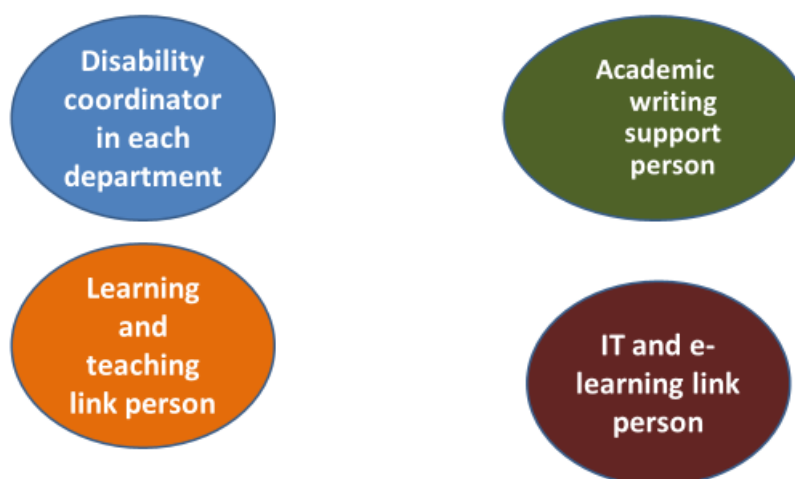 Disability
coordinator
in each
department
Academic
writing
support
person
Learning
and
teaching
link person
IT and e-
learning link
person